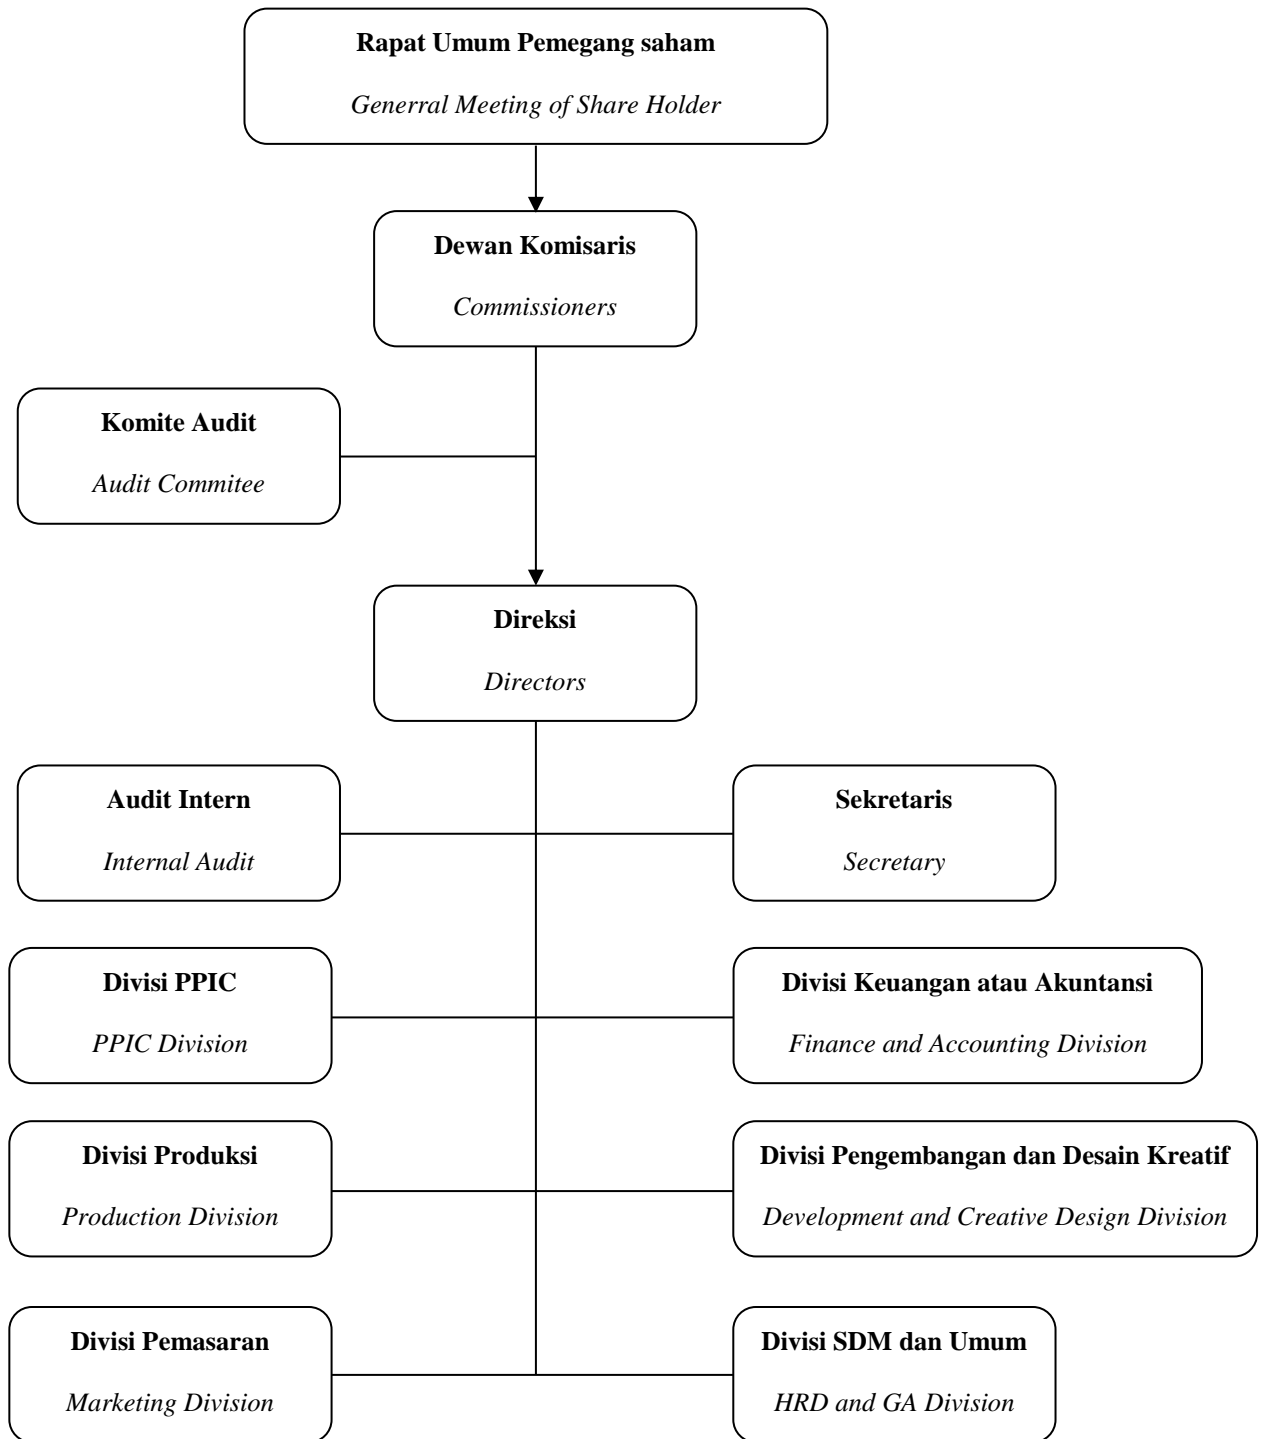 Rapat Umum Pemegang saham
Generral Meeting of Share Holder
Dewan Komisaris
Commissioners
Komite Audit
Audit Commitee
Direksi
Directors
Audit Intern
Internal Audit
Sekretaris
Secretary
Divisi PPIC
PPIC Division
Divisi Keuangan atau Akuntansi
Finance and Accounting Division
Divisi Produksi
Production Division
Divisi Pengembangan dan Desain Kreatif
Development and Creative Design Division
Divisi Pemasaran
Marketing Division
Divisi SDM dan Umum
HRD and GA Division